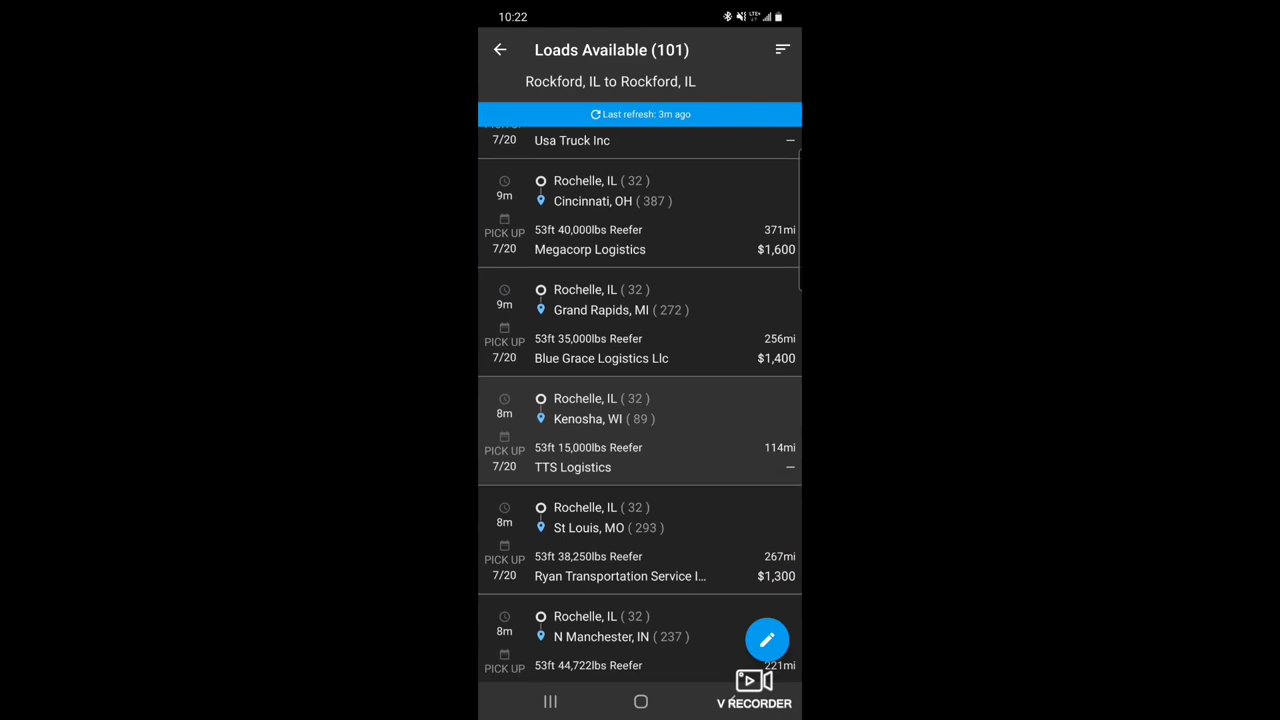 10:22
LTE+
Loads Available (101)
Rockford, IL to Rockford, IL
Last refresh: 3m ago
7/20 Usa Truck Inc –
Rochelle, IL ( 32 )
9m Cincinnati, OH ( 387 )
53ft 40,000lbs Reefer 371mi
PICK UP
7/20 Megacorp Logistics $1,600
Rochelle, IL ( 32 )
9m Grand Rapids, MI ( 272 )
53ft 35,000lbs Reefer 256mi
PICK UP
7/20 Blue Grace Logistics Llc $1,400
Rochelle, IL ( 32 )
8m Kenosha, WI ( 89 )
53ft 15,000lbs Reefer 114mi
PICK UP
7/20 TTS Logistics –
Rochelle, IL ( 32 )
8m St Louis, MO ( 293 )
53ft 38,250lbs Reefer 267mi
PICK UP
7/20 Ryan Transportation Service I... $1,300
Rochelle, IL ( 32 )
8m N Manchester, IN ( 237 )
53ft 44,722lbs Reefer 221mi
PICK UP
V RECORDER